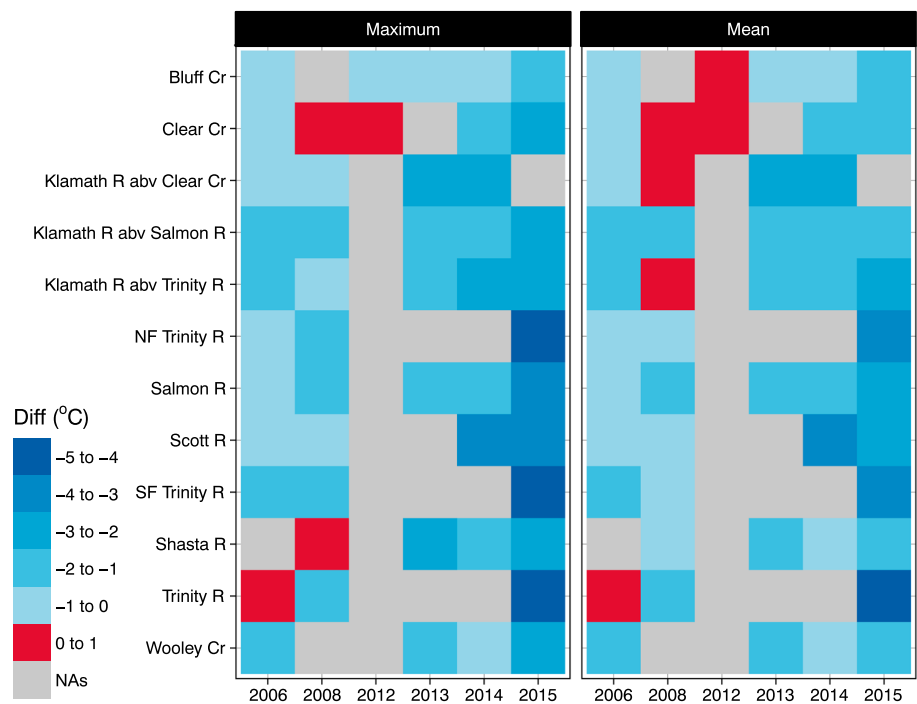 Maximum Mean
Bluff Cr
Clear Cr
Klamath R abv Clear Cr
Klamath R abv Salmon R
Klamath R abv Trinity R
NF Trinity R
Salmon R
Scott R
SF Trinity R
Shasta R
Trinity R
Wooley Cr
Diff (°C)
−5 to −4
−4 to −3
−3 to −2
−2 to −1
−1 to 0
0 to 1
NAs
2006 2008 2012 2013 2014 2015 2006 2008 2012 2013 2014 2015